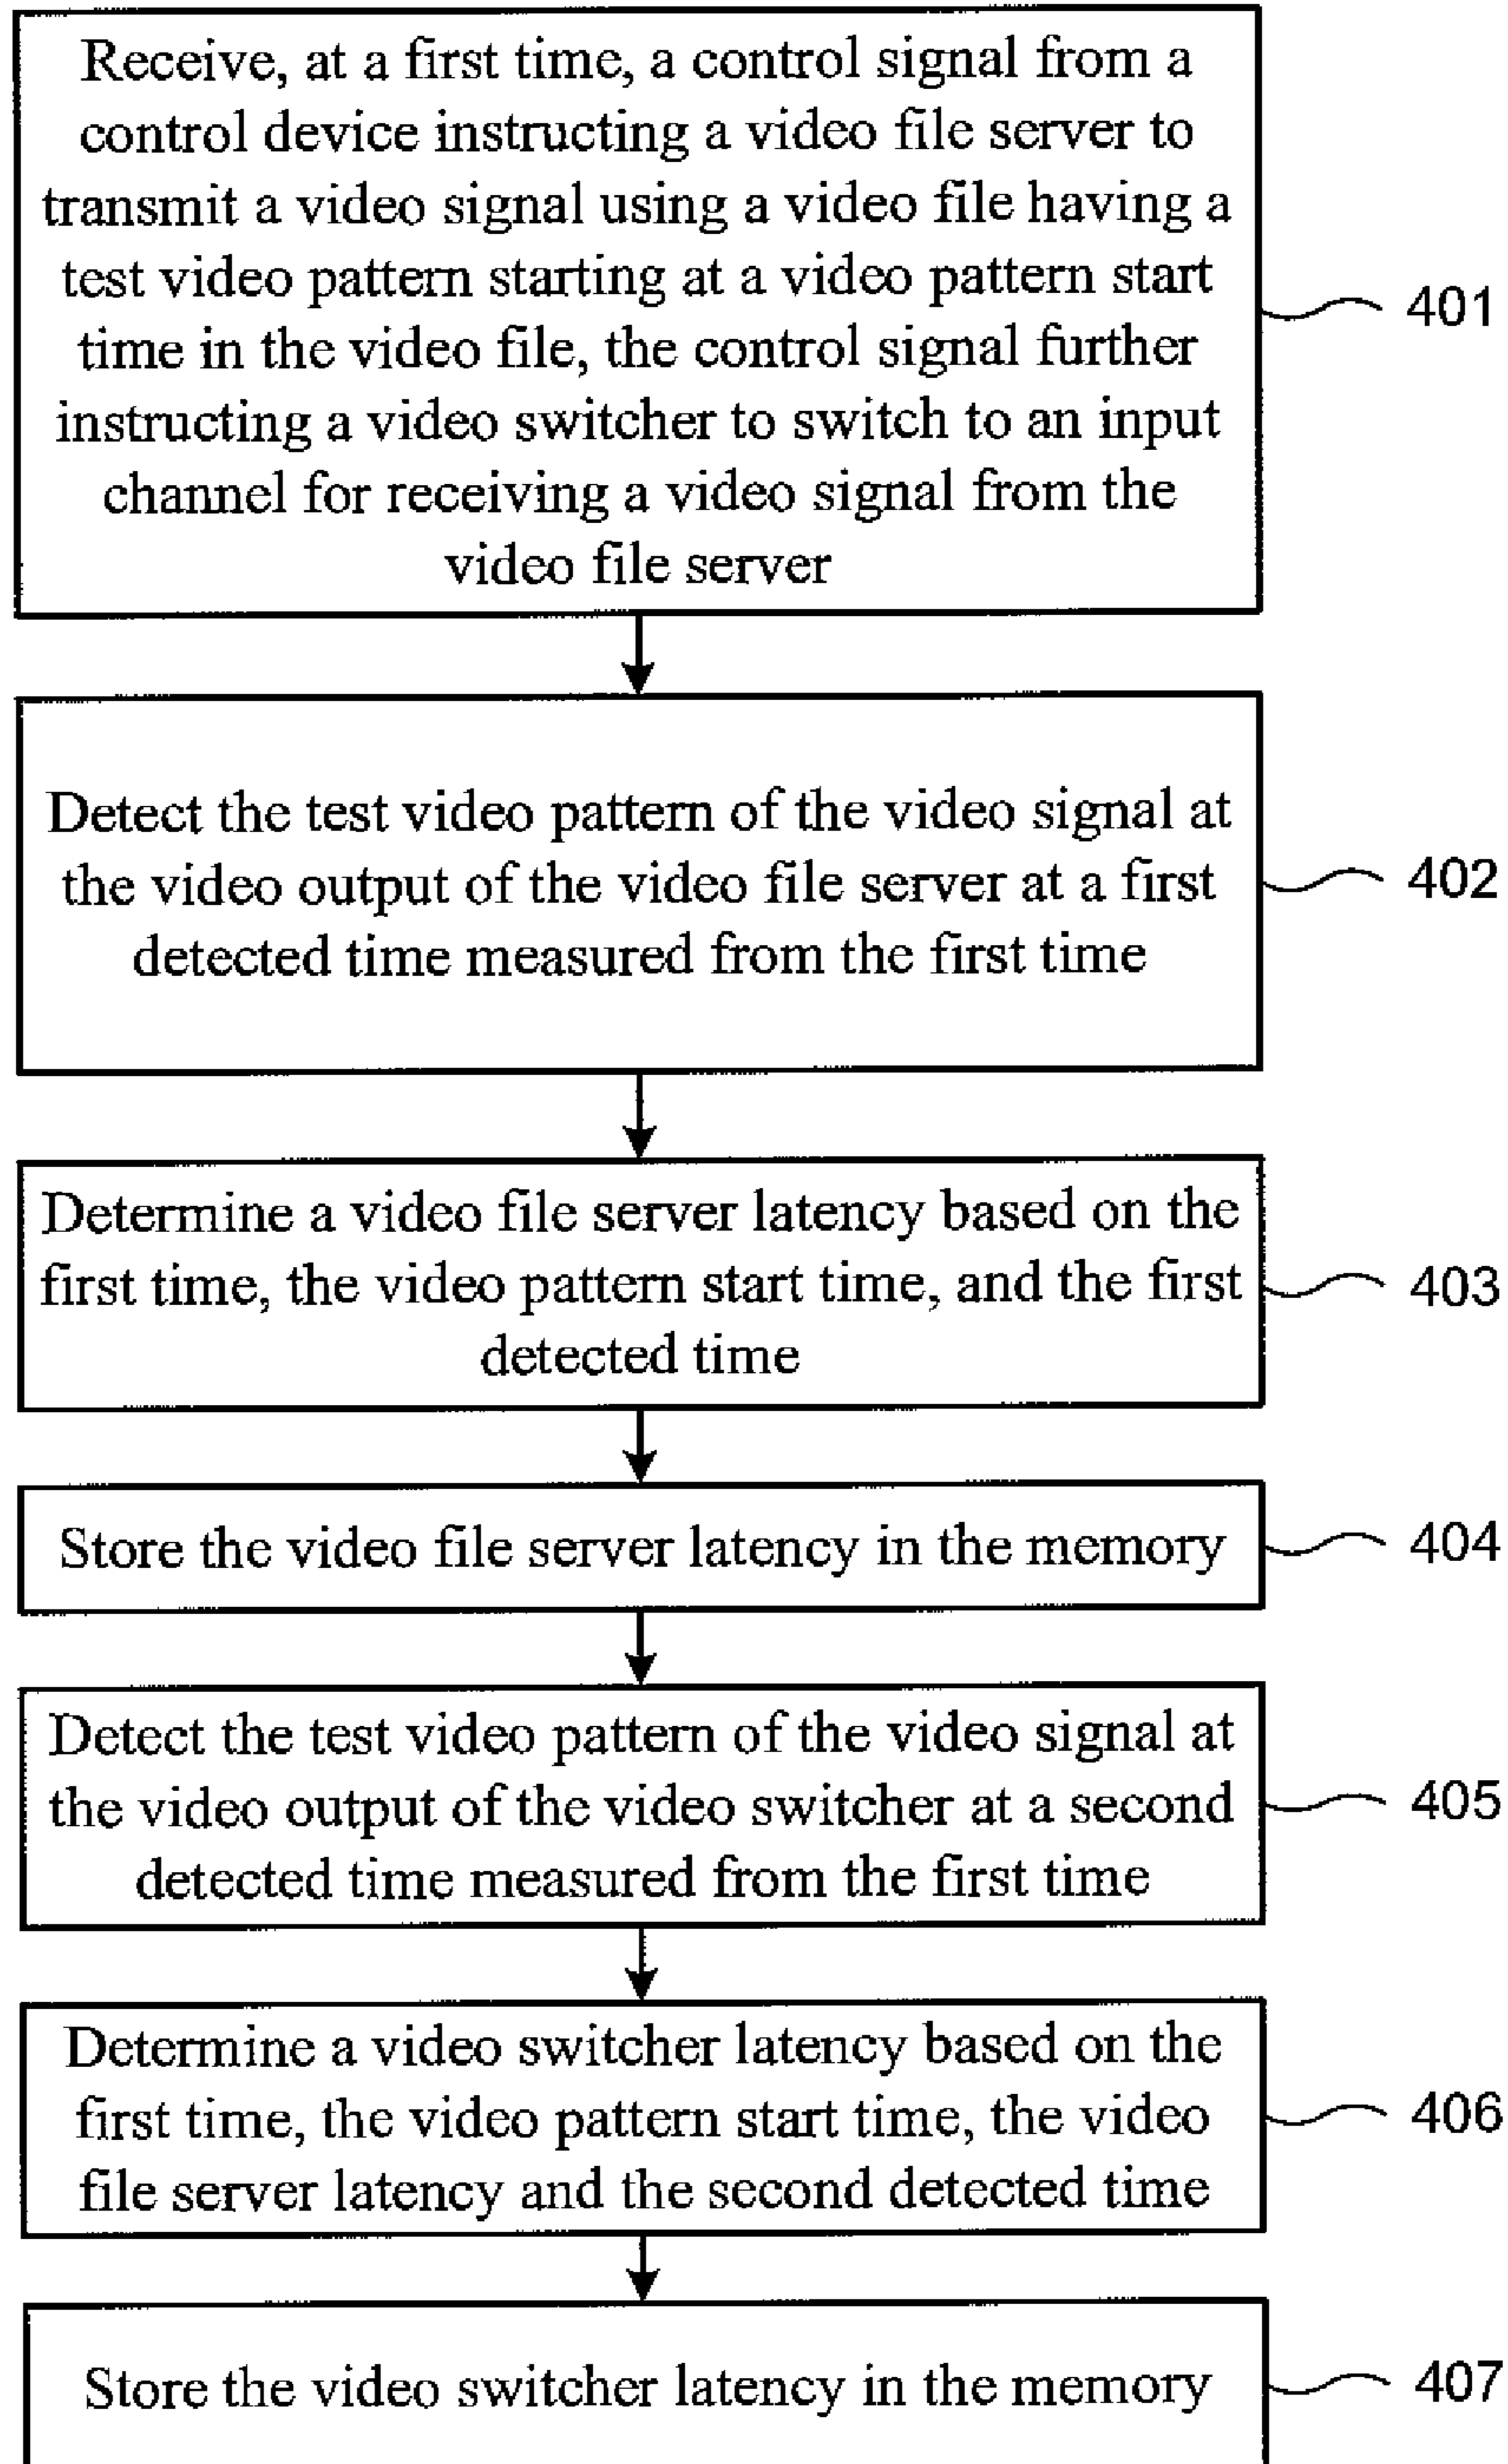 Receive, at a first time, a control signal from a
control device instructing a video file server to
transmit a video signal using a video file having a
test video pattern starting at a video pattern start
time in the video file, the control signal further
instructing a video switcher to switch to an input
channel for receiving a video signal from the
video file server
401
Detect the test video pattern of the video signal at
the video output of the video file server at a first
detected time measured from the first time
402
Determine a video file server latency based on the
first time, the video pattern start time, and the first
detected time
403
Store the video file server latency in the memory
404
Detect the test video pattern of the video signal at
the video output of the video switcher at a second
detected time measured from the first time
405
Determine a video switcher latency based on the
first time, the video pattern start time, the video
file server latency and the second detected time
406
Store the video switcher latency in the memory
407